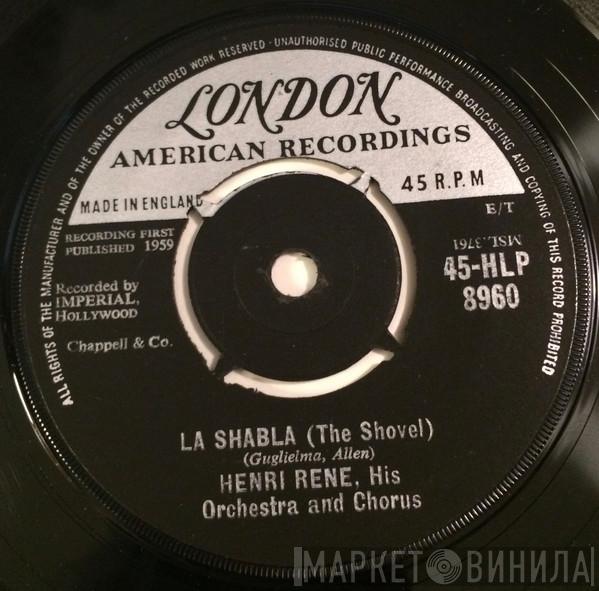 ALL RIGHTS OF THE MANUFACTURER AND OF THE OWNER OF THE RECORDED WORK RESERVED · UNAUTHORISED PUBLIC PERFORMANCE BROADCASTING AND COPYING OF THIS RECORD PROHIBITED
LONDON
AMERICAN RECORDINGS
MADE IN ENGLAND
45 R.P.M
E/T
RECORDING FIRST
PUBLISHED 1959
MSL.3761
45-HLP
8960
Recorded by
IMPERIAL,
HOLLYWOOD
Chappell & Co.
LA SHABLA (The Shovel)
(Guglielma, Allen)
HENRI RENE, His
Orchestra and Chorus
МАРКЕТ ВИНИЛА